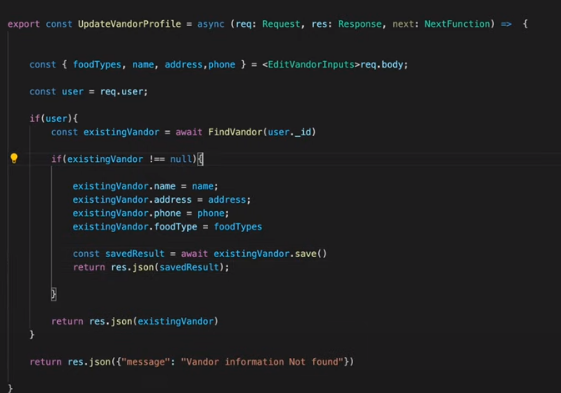 export const UpdateVandorProfile = async (req: Request, res: Response, next: NextFunction) => {
const { foodTypes, name, address,phone } = <EditVandorInputs>req.body;
const user = req.user;
if(user){
const existingVandor = await FindVandor(user._id)
if(existingVandor !== null){
existingVandor.name = name;
existingVandor.address = address;
existingVandor.phone = phone;
existingVandor.foodType = foodTypes
const savedResult = await existingVandor.save()
return res.json(savedResult);
}
return res.json(existingVandor)
}
return res.json({"message": "Vandor information Not found"})
}